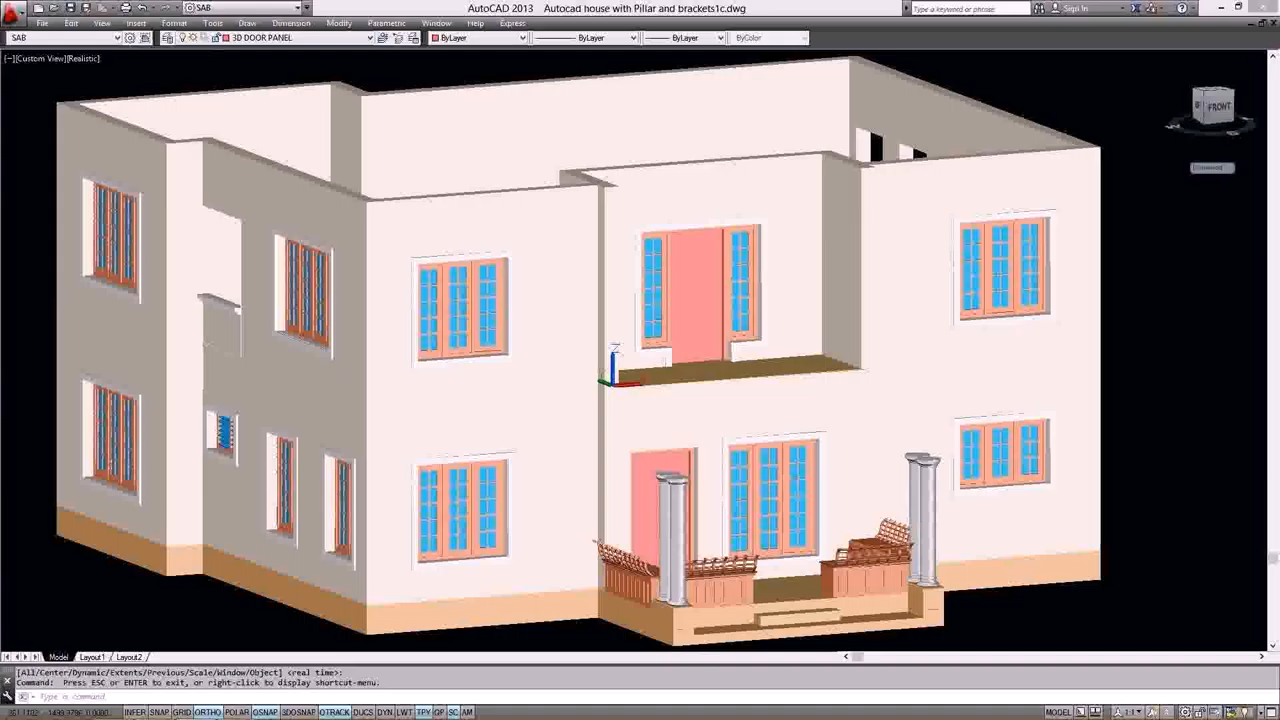 SAB
AutoCAD 2013 Autocad house with Pillar and brackets1c.dwg
Type a keyword or phrase
Sign In
File Edit View Insert Format Tools Draw Dimension Modify Parametric Window Help Express
SAB
3D DOOR PANEL
ByLayer
ByLayer
ByLayer
ByColor
[−][Custom View][Realistic]
FRONT
Z
Model Layout1 Layout2
[All/Center/Dynamic/Extents/Previous/Scale/Window/Object] <real time>:
Command: Press ESC or ENTER to exit, or right-click to display shortcut-menu.
Type a command
INFER SNAP GRID ORTHO POLAR OSNAP 3DOSNAP OTRACK DUCS DYN LWT TPY QP SC AM
MODEL
1:1